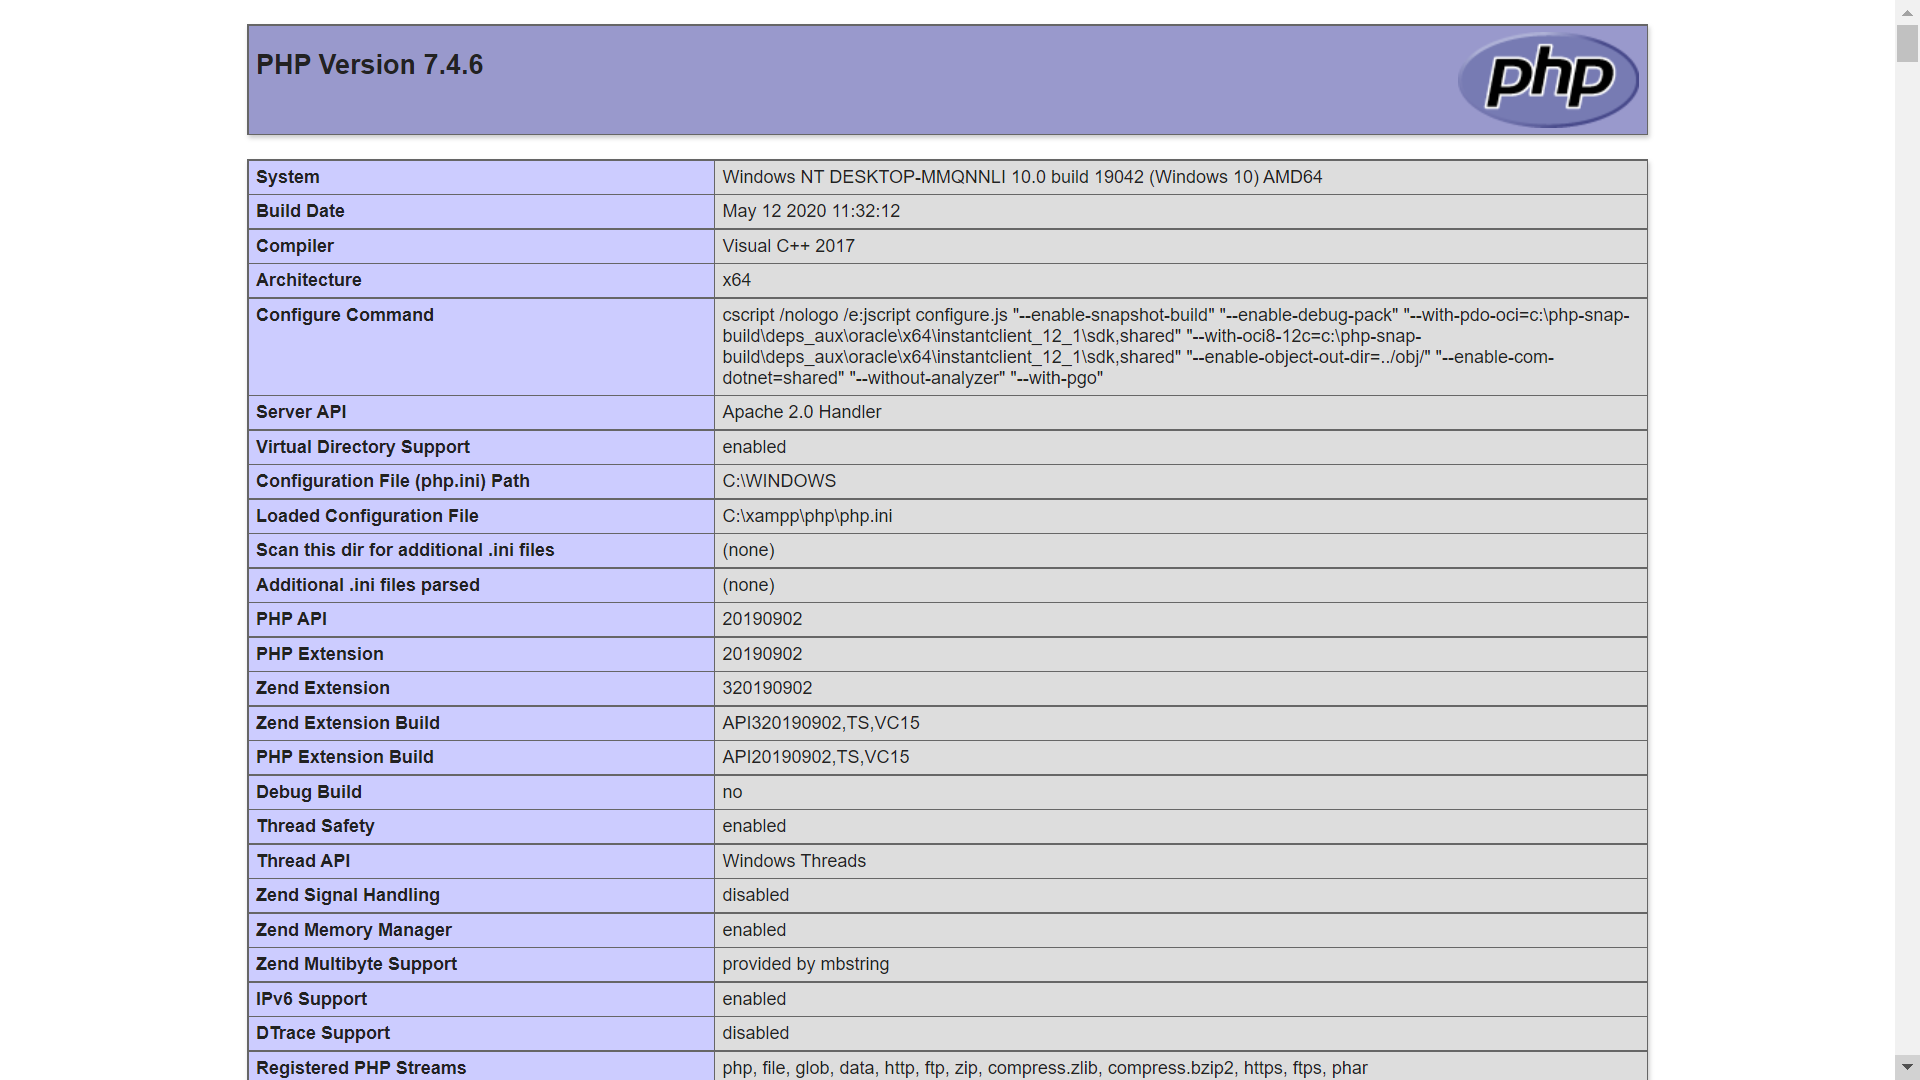 PHP Version 7.4.6
php
System Windows NT DESKTOP-MMQNNLI 10.0 build 19042 (Windows 10) AMD64
Build Date May 12 2020 11:32:12
Compiler Visual C++ 2017
Architecture x64
Configure Command cscript /nologo /e:jscript configure.js "--enable-snapshot-build" "--enable-debug-pack" "--with-pdo-oci=c:\php-snap-
build\deps_aux\oracle\x64\instantclient_12_1\sdk,shared" "--with-oci8-12c=c:\php-snap-
build\deps_aux\oracle\x64\instantclient_12_1\sdk,shared" "--enable-object-out-dir=../obj/" "--enable-com-
dotnet=shared" "--without-analyzer" "--with-pgo"
Server API Apache 2.0 Handler
Virtual Directory Support enabled
Configuration File (php.ini) Path C:\WINDOWS
Loaded Configuration File C:\xampp\php\php.ini
Scan this dir for additional .ini files (none)
Additional .ini files parsed (none)
PHP API 20190902
PHP Extension 20190902
Zend Extension 320190902
Zend Extension Build API320190902,TS,VC15
PHP Extension Build API20190902,TS,VC15
Debug Build no
Thread Safety enabled
Thread API Windows Threads
Zend Signal Handling disabled
Zend Memory Manager enabled
Zend Multibyte Support provided by mbstring
IPv6 Support enabled
DTrace Support disabled
Registered PHP Streams php, file, glob, data, http, ftp, zip, compress.zlib, compress.bzip2, https, ftps, phar